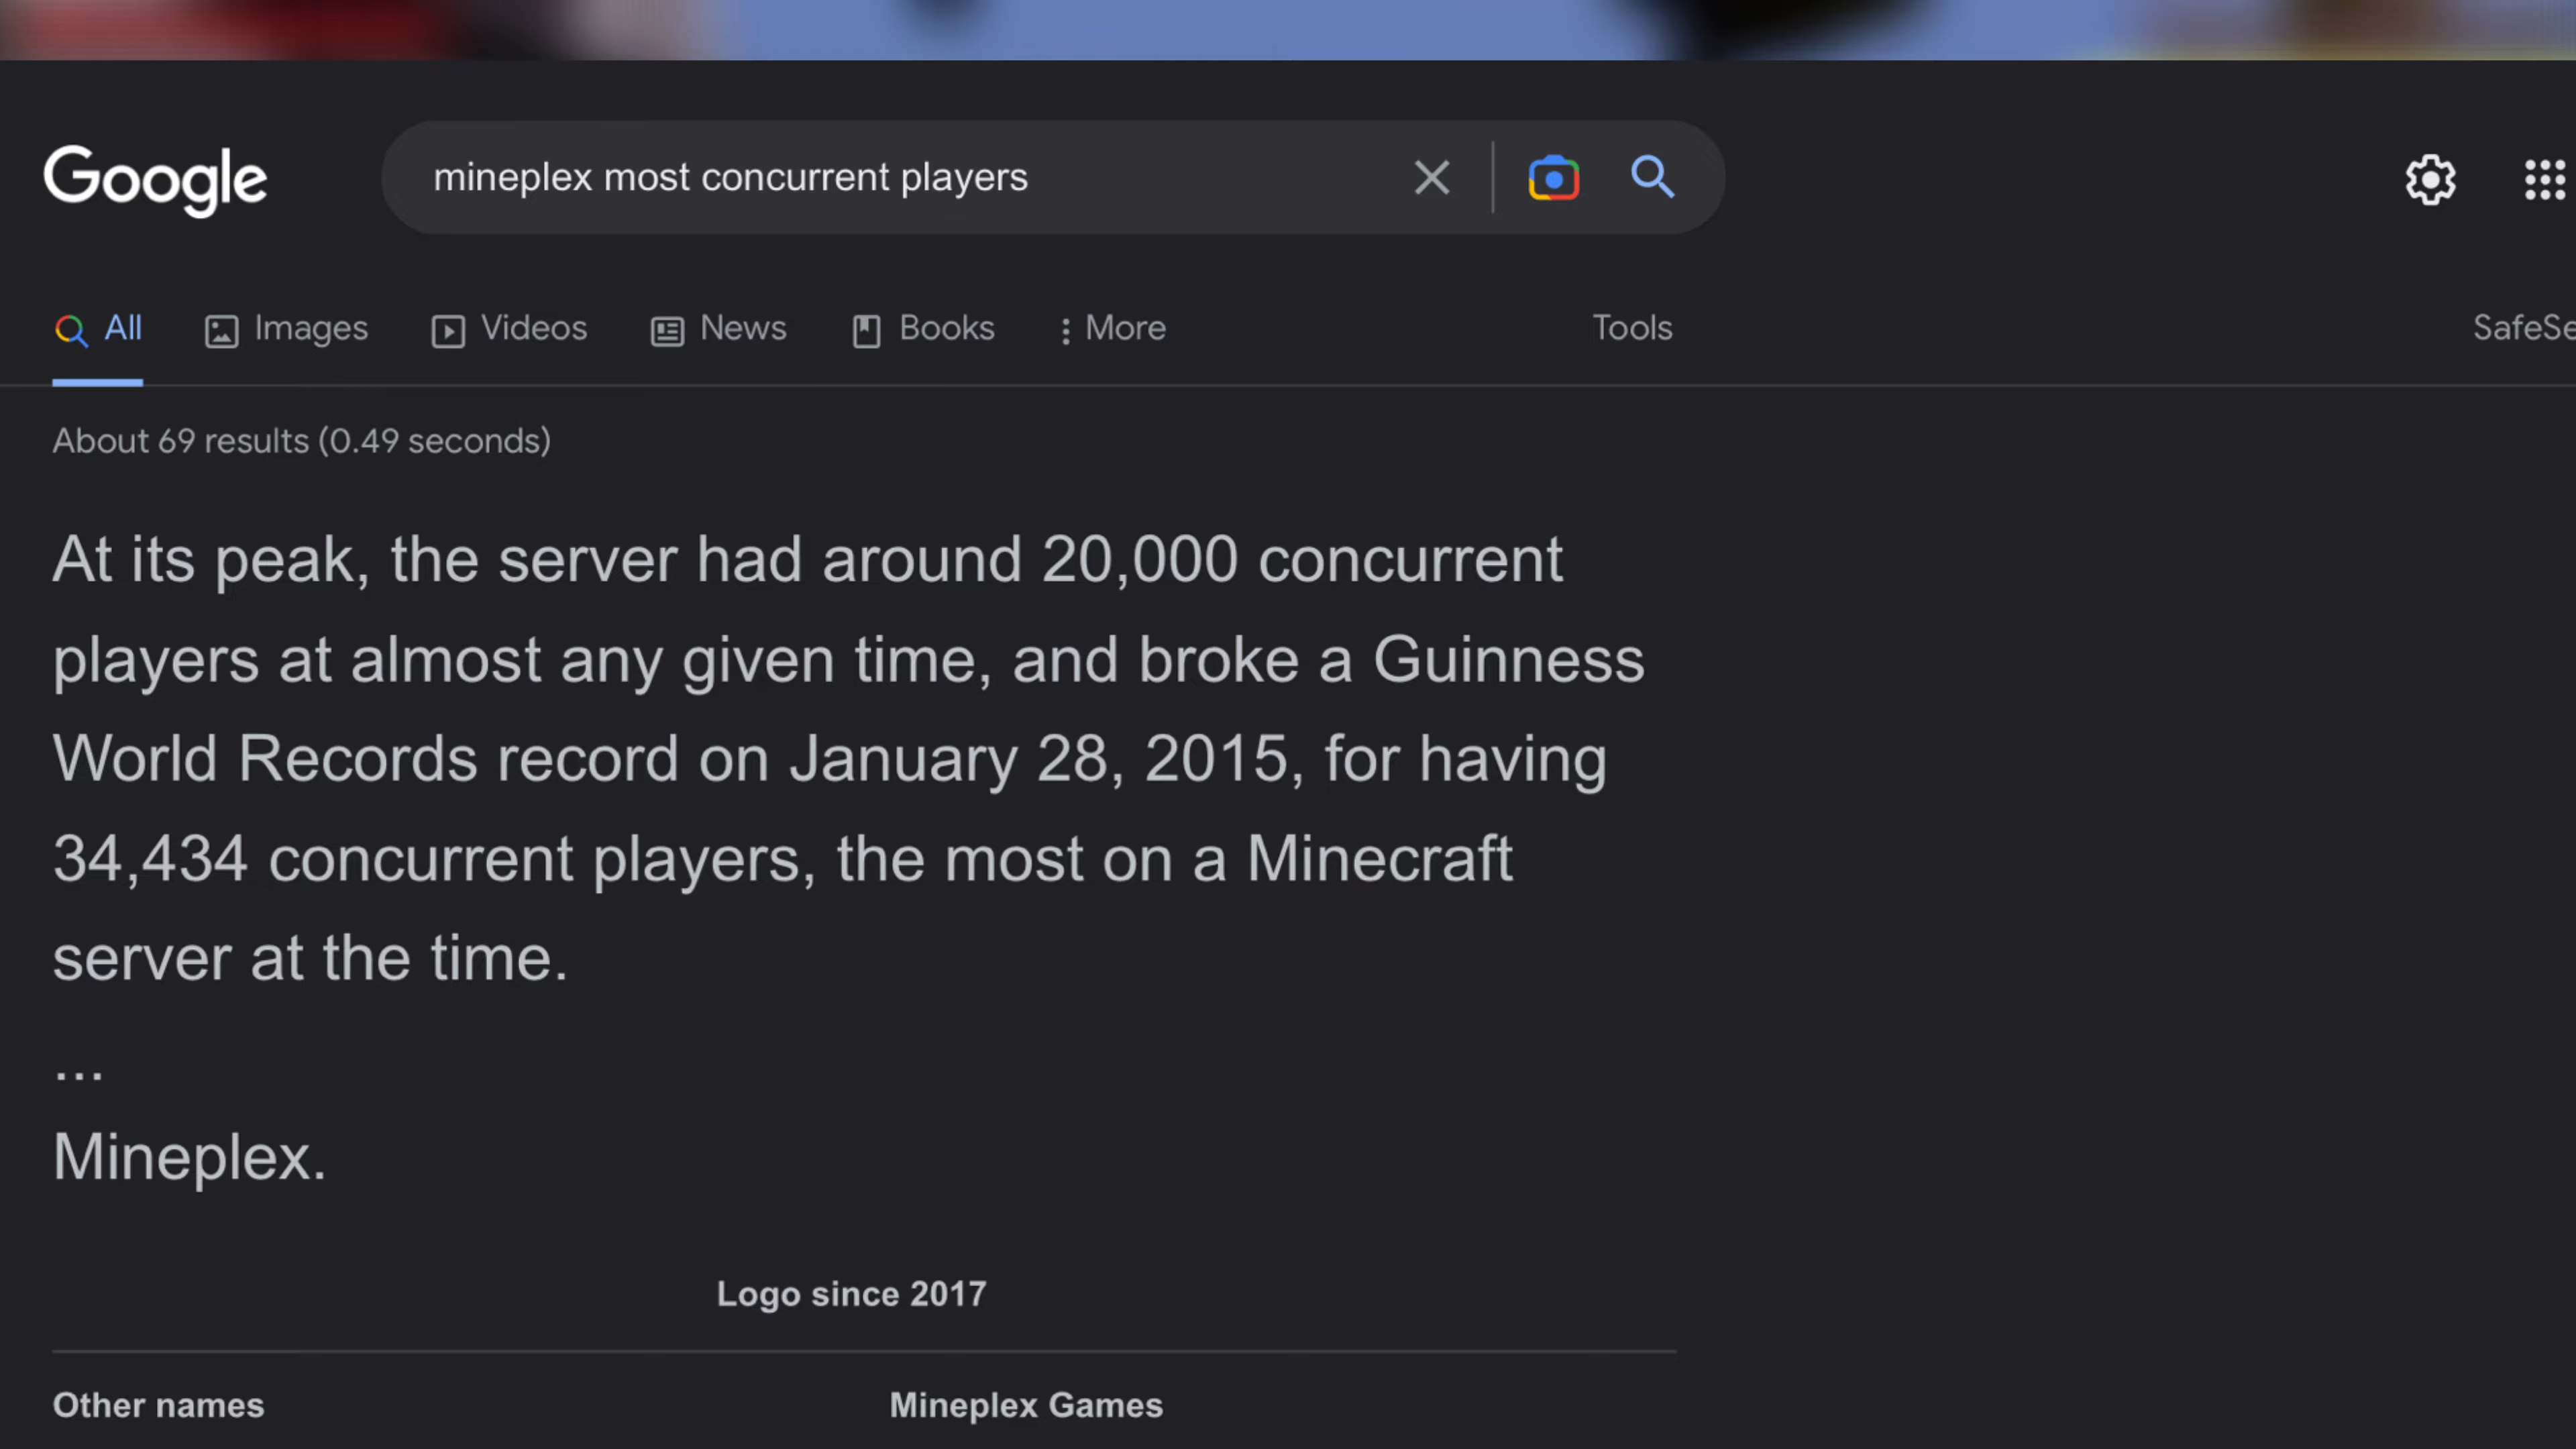 Google
mineplex most concurrent players
All Images Videos News Books More Tools SafeSe
About 69 results (0.49 seconds)
At its peak, the server had around 20,000 concurrent
players at almost any given time, and broke a Guinness
World Records record on January 28, 2015, for having
34,434 concurrent players, the most on a Minecraft
server at the time.
...
Mineplex.
Logo since 2017
Other names Mineplex Games